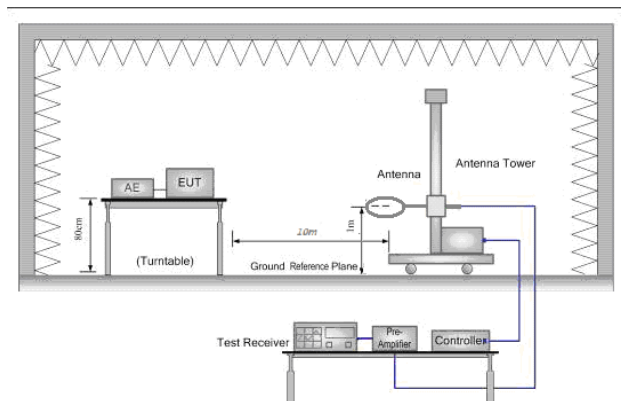 Antenna
Antenna Tower
AE
EUT
80cm
10m
1m
(Turntable)
Ground Reference Plane
Test Receiver
Pre-
Amplifier
Controller